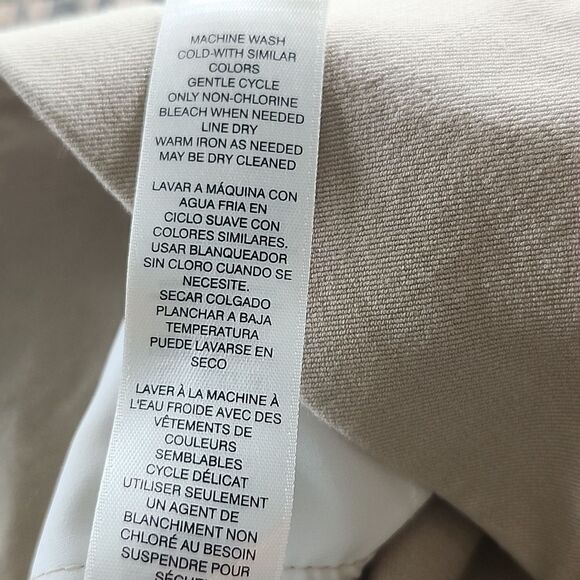 MACHINE WASH
COLD-WITH SIMILAR
COLORS
GENTLE CYCLE
ONLY NON-CHLORINE
BLEACH WHEN NEEDED
LINE DRY
WARM IRON AS NEEDED
MAY BE DRY CLEANED
LAVAR A MÁQUINA CON
AGUA FRIA EN
CICLO SUAVE CON
COLORES SIMILARES.
USAR BLANQUEADOR
SIN CLORO CUANDO SE
NECESITE.
SECAR COLGADO
PLANCHAR A BAJA
TEMPERATURA
PUEDE LAVARSE EN
SECO
LAVER À LA MACHINE À
L'EAU FROIDE AVEC DES
VÊTEMENTS DE
COULEURS
SEMBLABLES
CYCLE DÉLICAT
UTILISER SEULEMENT
UN AGENT DE
BLANCHIMENT NON
CHLORÉ AU BESOIN
SUSPENDRE POUR